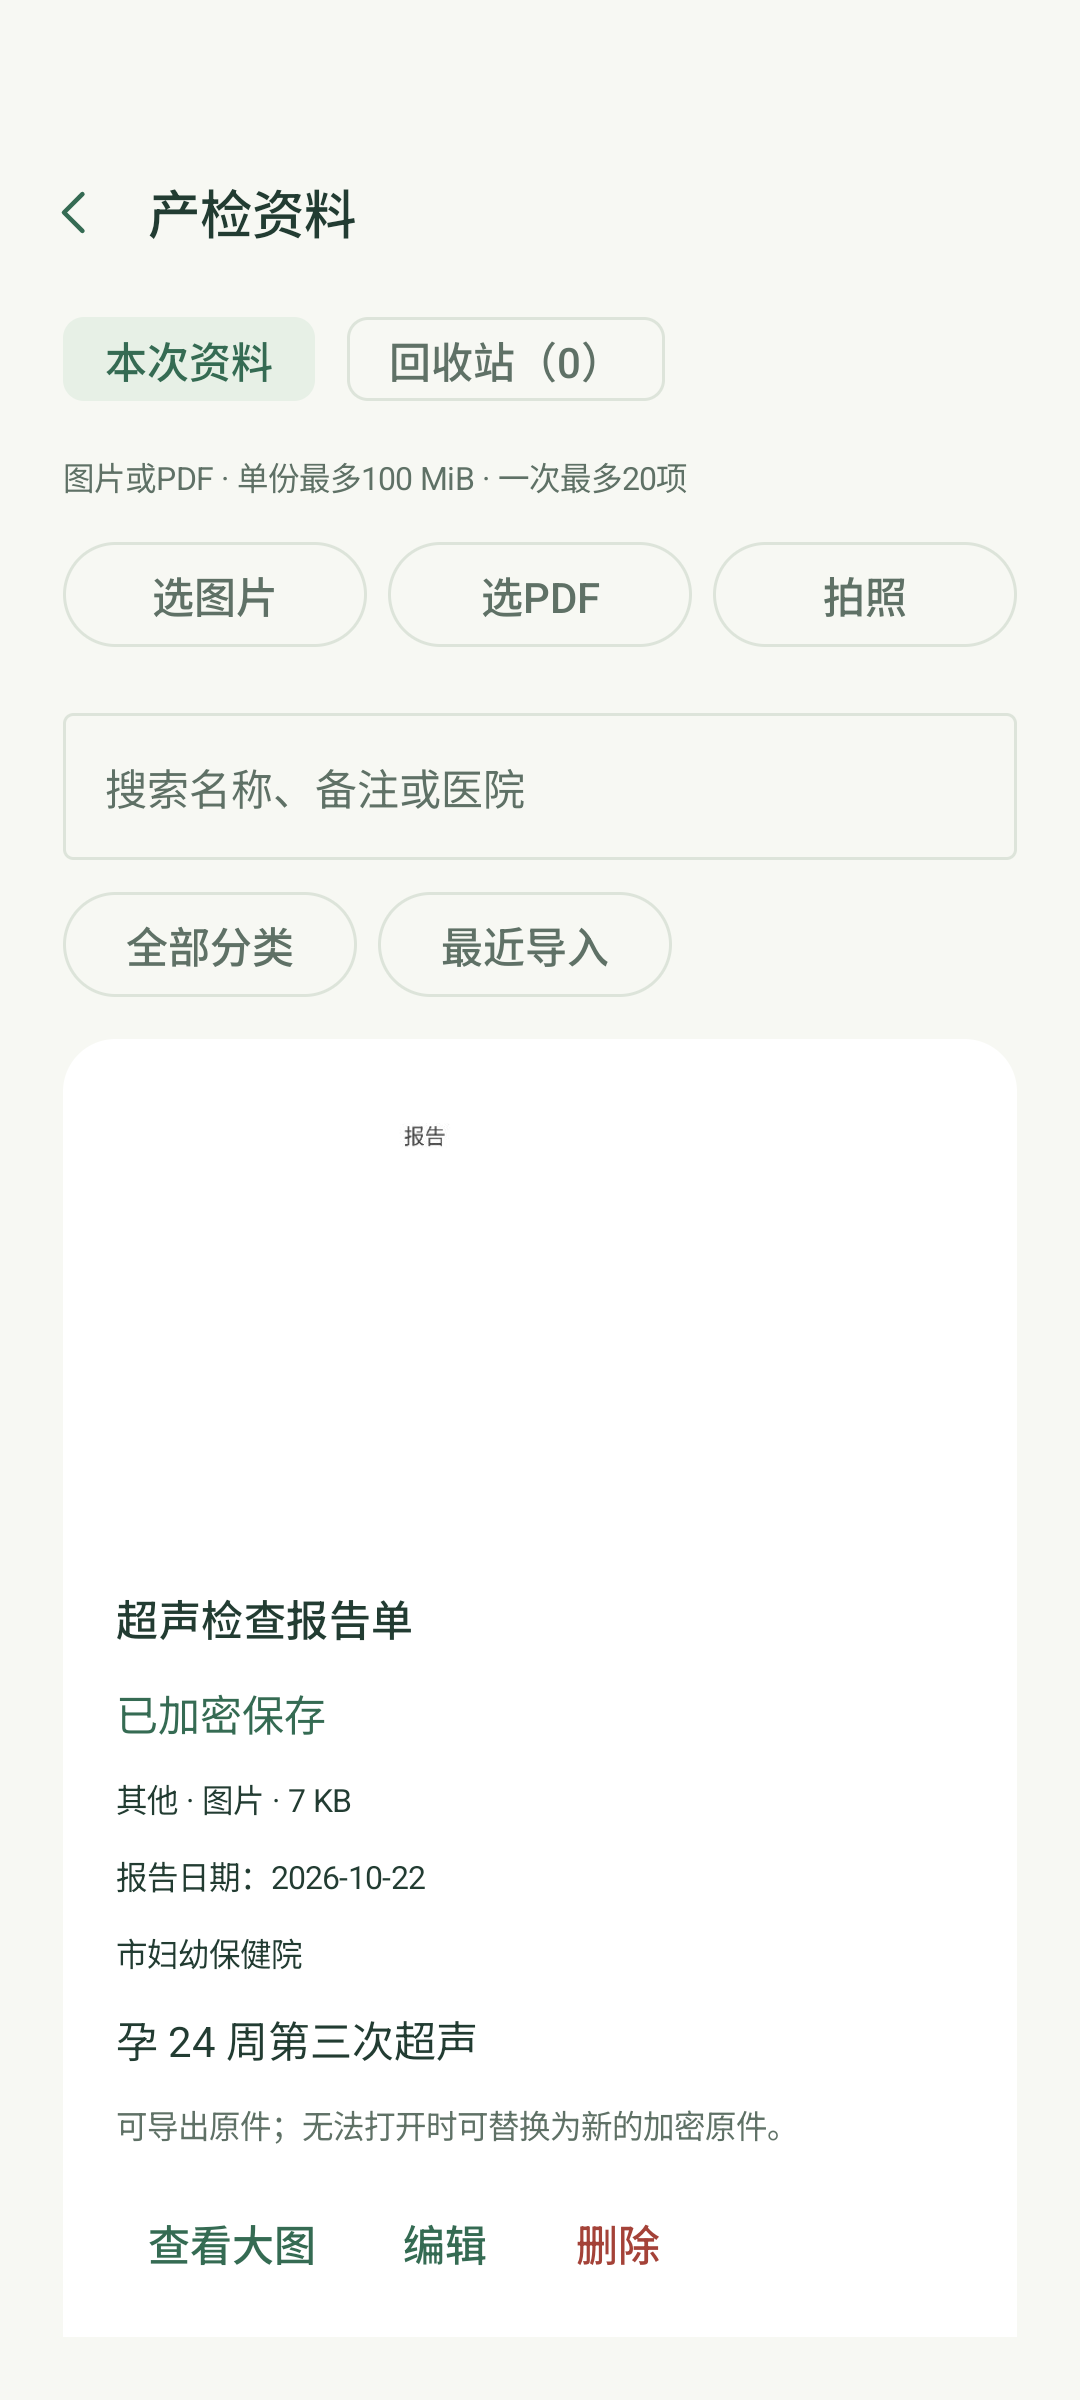 产检资料
本次资料 回收站（0）
图片或PDF · 单份最多100 MiB · 一次最多20项
选图片 选PDF 拍照
搜索名称、备注或医院
全部分类 最近导入
报告
超声检查报告单
已加密保存
其他 · 图片 · 7 KB
报告日期：2026-10-22
市妇幼保健院
孕 24 周第三次超声
可导出原件；无法打开时可替换为新的加密原件。
查看大图 编辑 删除